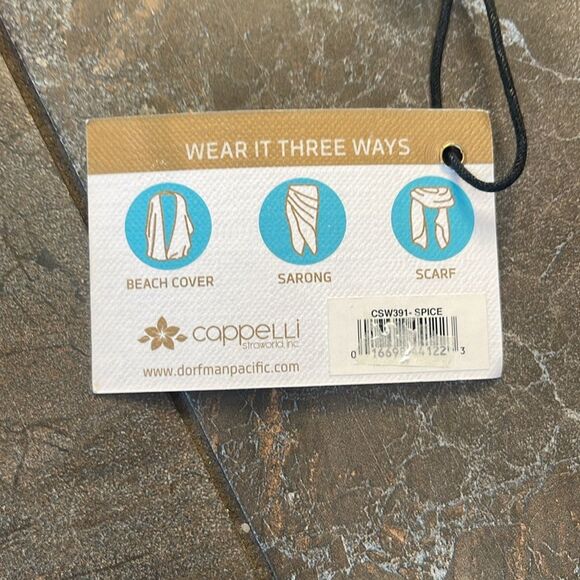 WEAR IT THREE WAYS
BEACH COVER
SARONG
SCARF
cappelli
straworld, inc.
www.dorfmanpacific.com
CSW391- SPICE